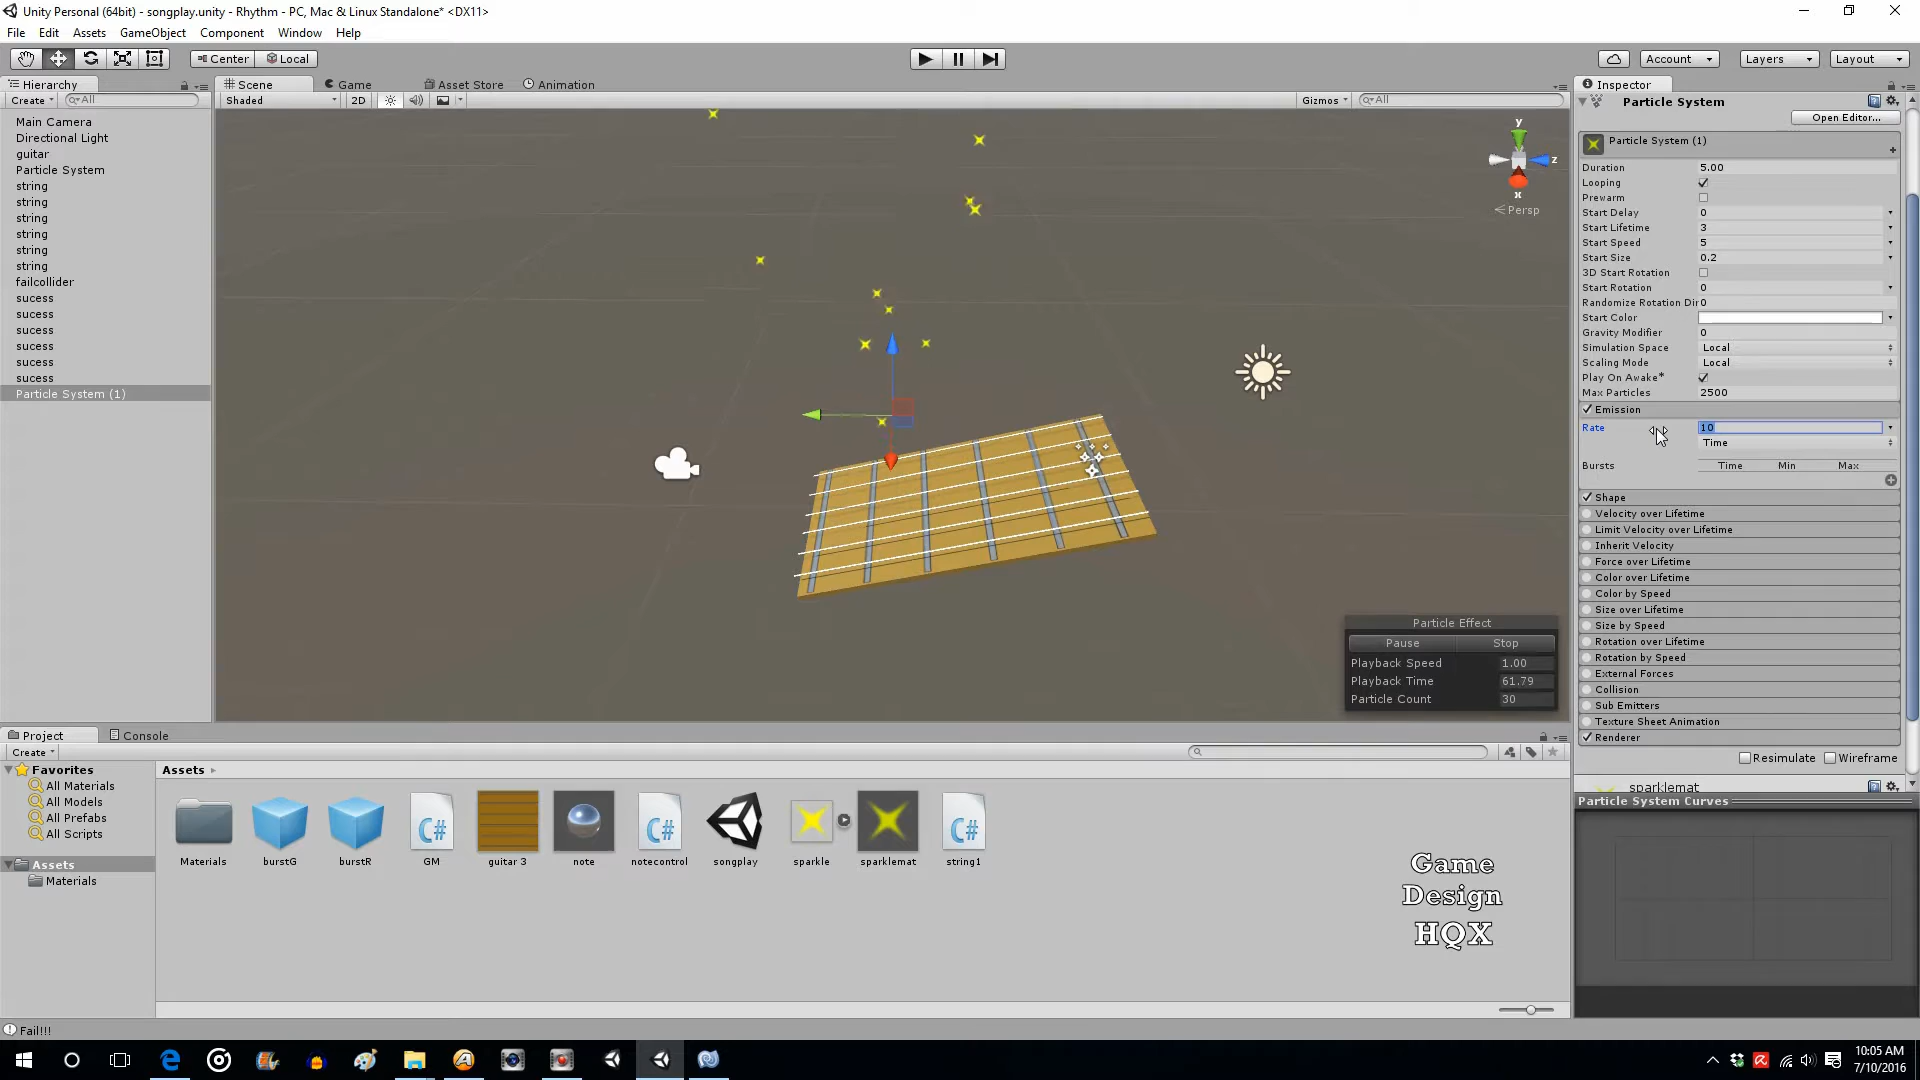 Unity Personal (64bit) - songplay.unity - Rhythm - PC, Mac & Linux Standalone* <DX11>
File Edit Assets GameObject Component Window Help
Center Local Account Layers Layout
Hierarchy
Create All
Main Camera
Directional Light
guitar
Particle System
string
string
string
string
string
string
failcollider
sucess
sucess
sucess
sucess
sucess
sucess
Particle System (1)
Scene Game Asset Store Animation
Shaded 2D Gizmos All
y
z
x
Persp
Particle Effect
Pause Stop
Playback Speed 1.00
Playback Time 61.79
Particle Count 30
Inspector
Particle System
Open Editor...
Particle System (1)
Duration 5.00
Looping
Prewarm
Start Delay 0
Start Lifetime 3
Start Speed 5
Start Size 0.2
3D Start Rotation
Start Rotation 0
Randomize Rotation Dir 0
Start Color
Gravity Modifier 0
Simulation Space Local
Scaling Mode Local
Play On Awake*
Max Particles 2500
Emission
Rate 10
Time
Bursts Time Min Max
Shape
Velocity over Lifetime
Limit Velocity over Lifetime
Inherit Velocity
Force over Lifetime
Color over Lifetime
Color by Speed
Size over Lifetime
Size by Speed
Rotation over Lifetime
Rotation by Speed
External Forces
Collision
Sub Emitters
Texture Sheet Animation
Renderer
Resimulate Wireframe
sparklemat
Particle System Curves
Project Console
Create
Favorites
All Materials
All Models
All Prefabs
All Scripts
Assets
Materials
Assets
Materials burstG burstR GM guitar 3 note notecontrol songplay sparkle sparklemat string1
C# C# C#
Game
Design
HQX
Fail!!!
10:05 AM
7/10/2016